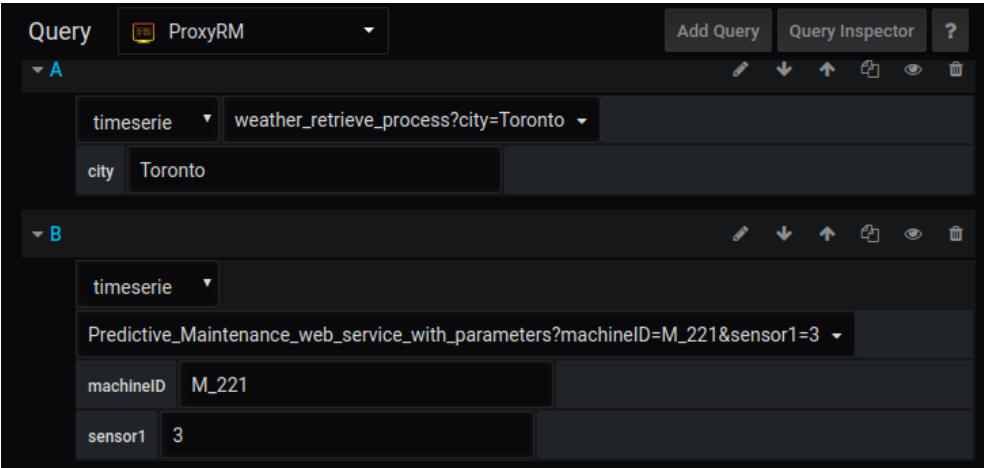 Query ProxyRM Add Query Query Inspector ?
A
timeserie weather_retrieve_process?city=Toronto
city Toronto
B
timeserie
Predictive_Maintenance_web_service_with_parameters?machineID=M_221&sensor1=3
machineID M_221
sensor1 3